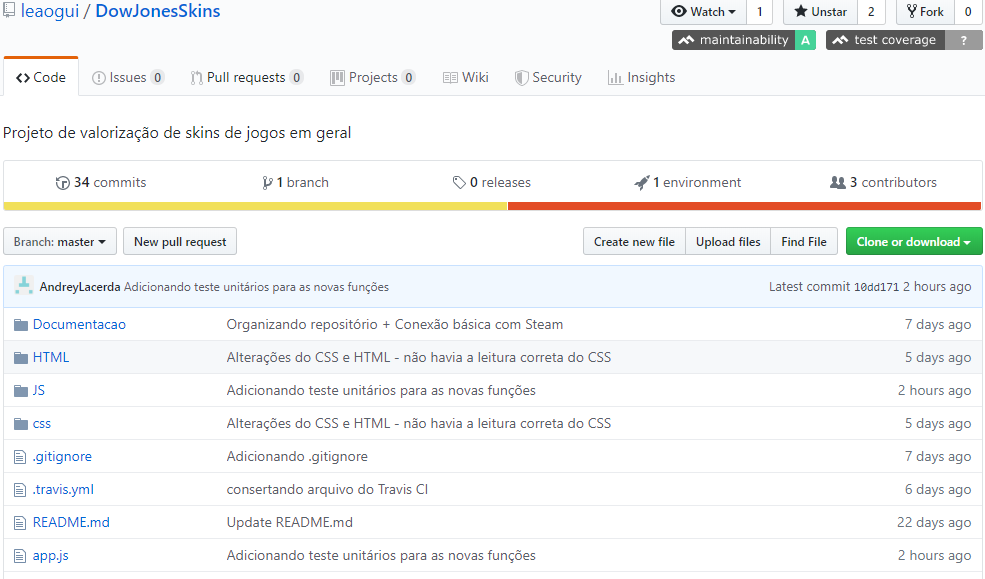 leaogui / DowJonesSkins Watch 1 Unstar 2 Fork 0
maintainability A test coverage ?
Code Issues 0 Pull requests 0 Projects 0 Wiki Security Insights
Projeto de valorização de skins de jogos em geral
34 commits 1 branch 0 releases 1 environment 3 contributors
Branch: master New pull request Create new file Upload files Find File Clone or download
AndreyLacerda Adicionando teste unitários para as novas funções Latest commit 10dd171 2 hours ago
Documentacao Organizando repositório + Conexão básica com Steam 7 days ago
HTML Alterações do CSS e HTML - não havia a leitura correta do CSS 5 days ago
JS Adicionando teste unitários para as novas funções 2 hours ago
css Alterações do CSS e HTML - não havia a leitura correta do CSS 5 days ago
.gitignore Adicionando .gitignore 7 days ago
.travis.yml consertando arquivo do Travis CI 6 days ago
README.md Update README.md 22 days ago
app.js Adicionando teste unitários para as novas funções 2 hours ago